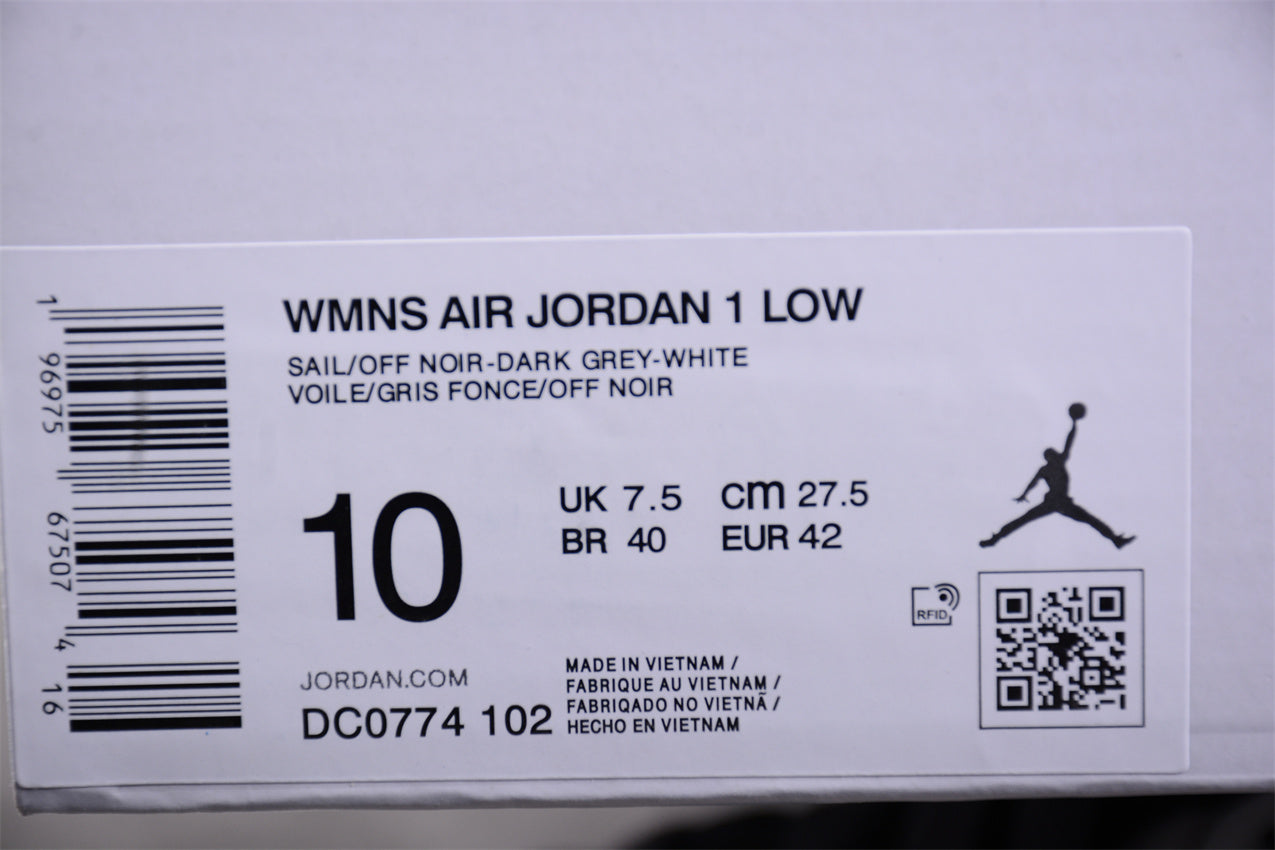 WMNS AIR JORDAN 1 LOW
SAIL/OFF NOIR-DARK GREY-WHITE
VOILE/GRIS FONCE/OFF NOIR
10
UK 7.5 cm 27.5
BR 40 EUR 42
RFID
JORDAN.COM
DC0774 102
MADE IN VIETNAM /
FABRIQUE AU VIETNAM /
FABRIQADO NO VIETNÃ /
HECHO EN VIETNAM
1 96975 67507 4 16